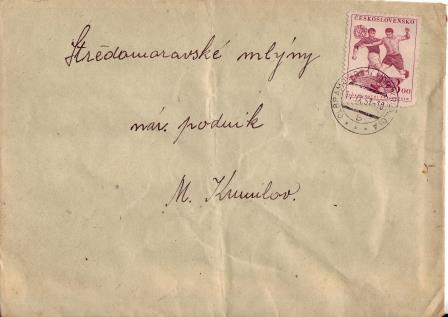 ČESKOSLOVENSKO
Středomoravské mlýny
nár. podnik
M. Krumlov.